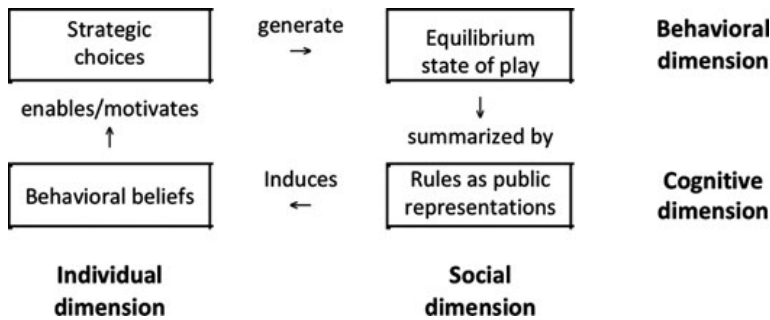 Strategic
choices
generate
→
Equilibrium
state of play
Behavioral
dimension
enables/motivates
↑
↓
summarized by
Behavioral beliefs
Induces
←
Rules as public
representations
Cognitive
dimension
Individual
dimension
Social
dimension